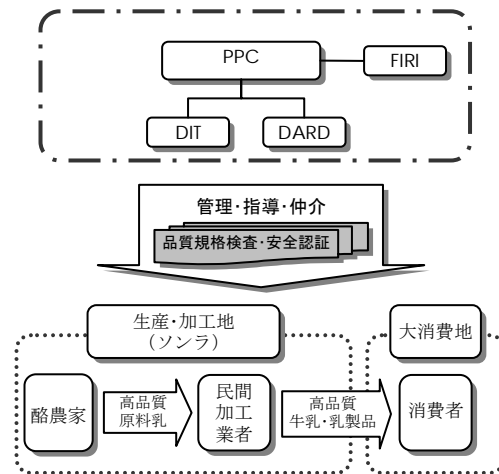 PPC
FIRI
DIT
DARD
管理･指導･仲介
品質規格検査･安全認証
生産･加工地
（ソンラ）
大消費地
酪農家
高品質
原料乳
民間
加工
業者
高品質
牛乳･乳製品
消費者